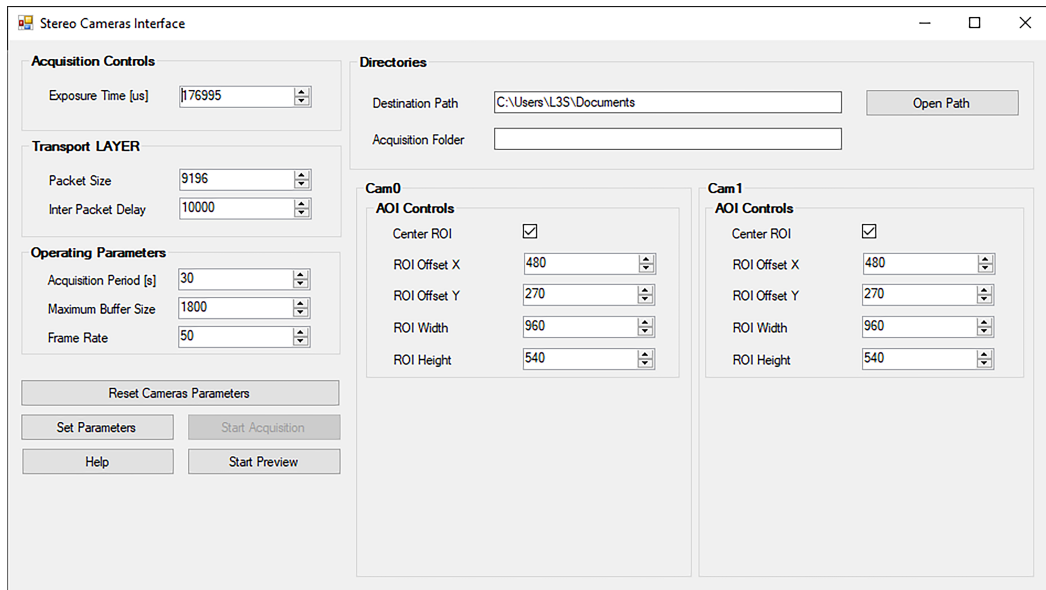 Stereo Cameras Interface
Acquisition Controls
Exposure Time [us] 176995
Transport LAYER
Packet Size 9196
Inter Packet Delay 10000
Operating Parameters
Acquisition Period [s] 30
Maximum Buffer Size 1800
Frame Rate 50
Reset Cameras Parameters
Set Parameters Start Acquisition
Help Start Preview
Directories
Destination Path C:\Users\L3S\Documents Open Path
Acquisition Folder
Cam0
AOI Controls
Center ROI
ROI Offset X 480
ROI Offset Y 270
ROI Width 960
ROI Height 540
Cam1
AOI Controls
Center ROI
ROI Offset X 480
ROI Offset Y 270
ROI Width 960
ROI Height 540